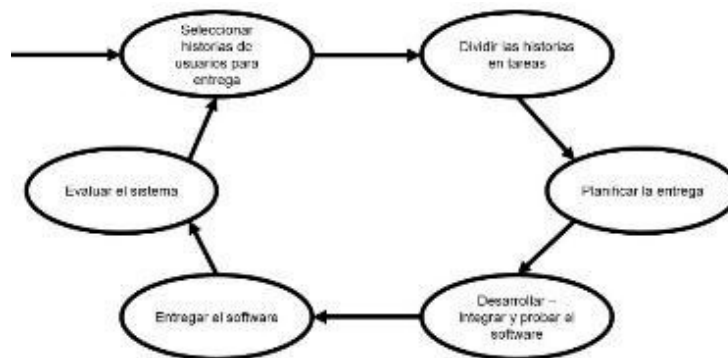 Seleccionar
historias de
usuarios para
entrega
Dividir las historias
en tareas
Planificar la entrega
Desarrollar –
Integrar y probar el
software
Entregar el software
Evaluar el sistema